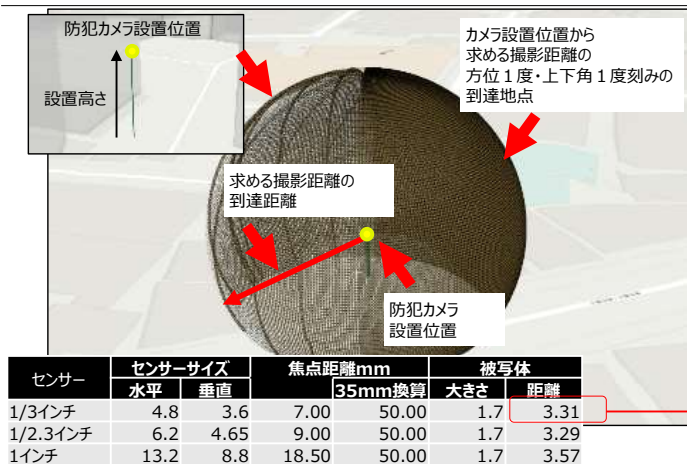 防犯カメラ設置位置
設置高さ
カメラ設置位置から
求める撮影距離の
方位１度・上下角１度刻みの
到達地点
求める撮影距離の
到達距離
防犯カメラ
設置位置
センサー センサーサイズ 焦点距離mm 被写体
水平 垂直 35mm換算 大きさ 距離
1/3インチ 4.8 3.6 7.00 50.00 1.7 3.31
1/2.3インチ 6.2 4.65 9.00 50.00 1.7 3.29
1インチ 13.2 8.8 18.50 50.00 1.7 3.57